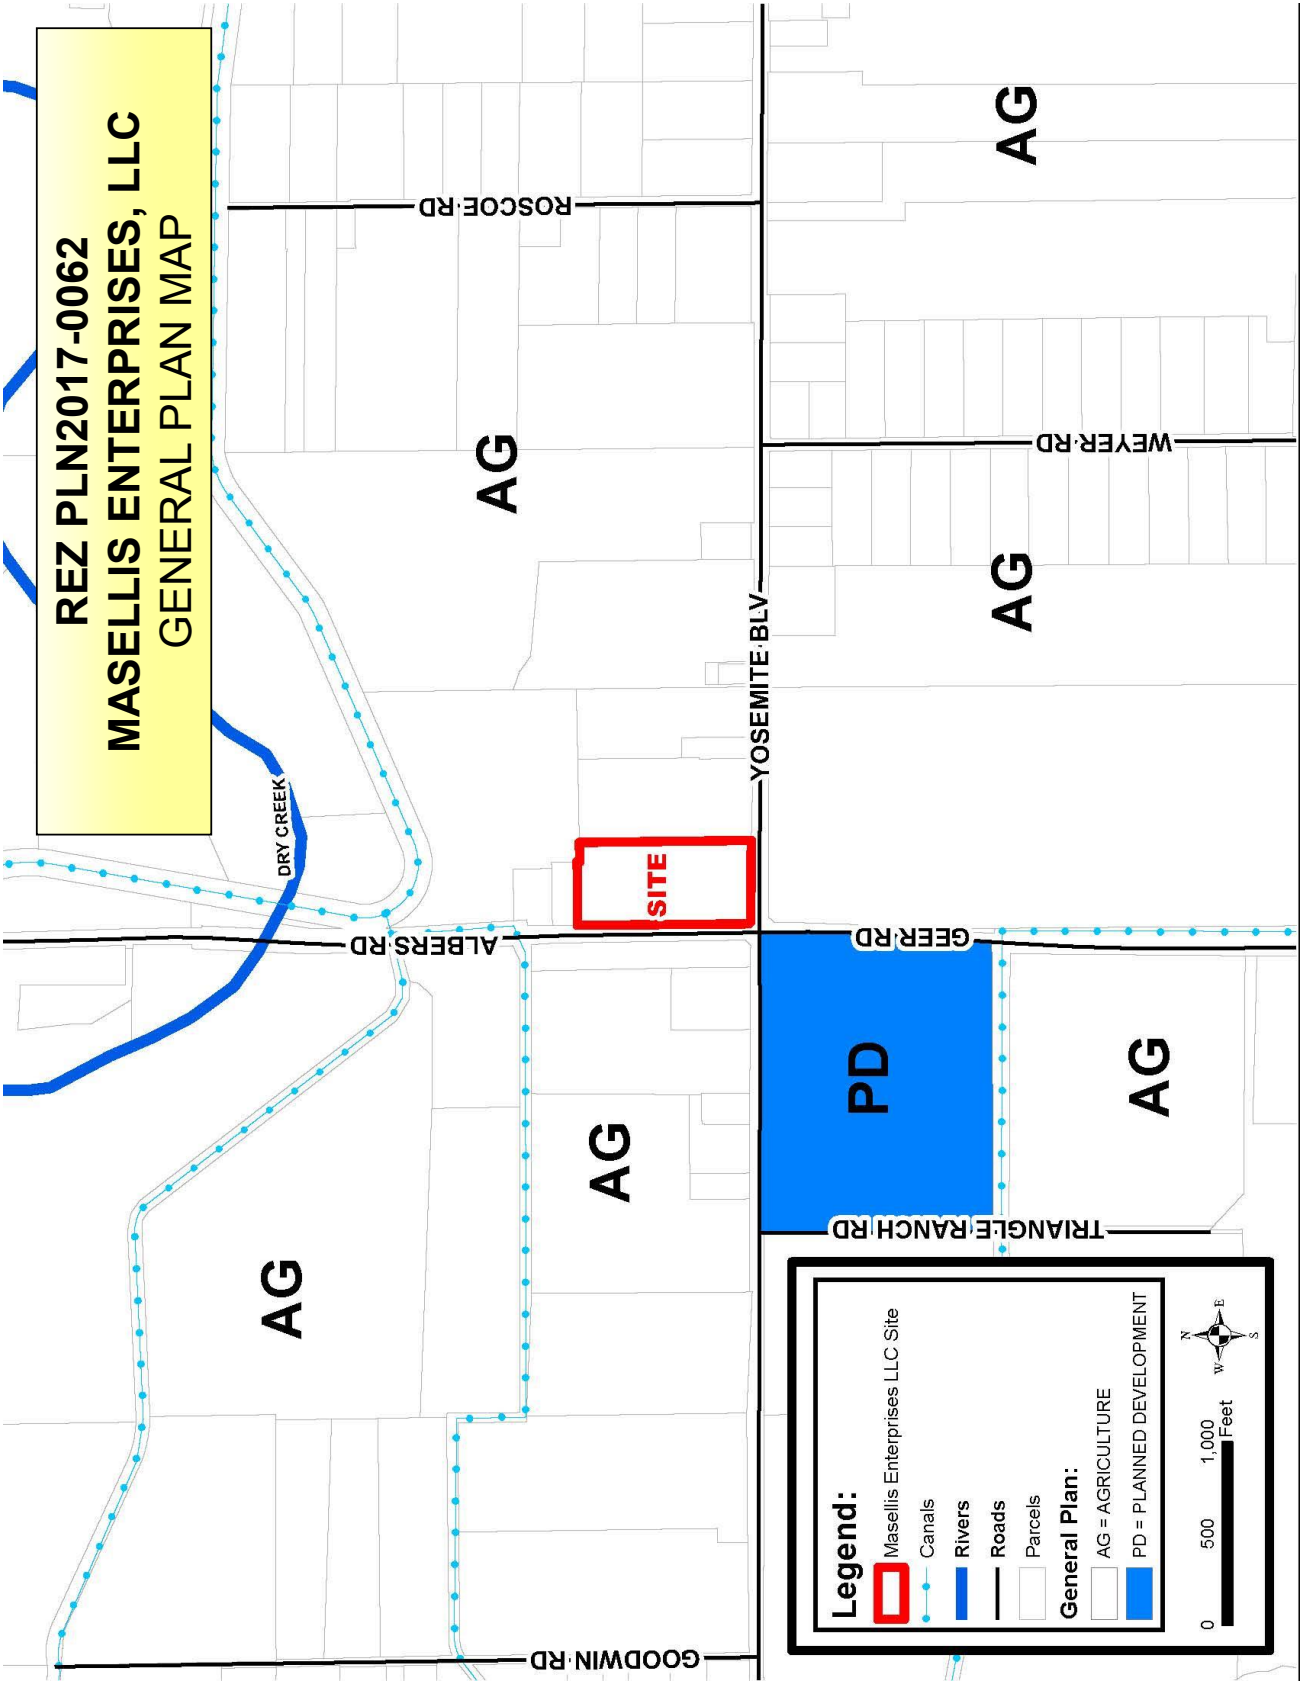 REZ PLN2017-0062
MASELLIS ENTERPRISES, LLC
GENERAL PLAN MAP
DRY CREEK
ROSCOE RD
ALBERS RD
AG
AG
AG
SITE
YOSEMITE BLV
GOODWIN RD
GEER RD
WEYER RD
TRIANGLE RANCH RD
PD
AG
AG
AG
Legend:
Masellis Enterprises LLC Site
Canals
Rivers
Roads
Parcels
General Plan:
AG = AGRICULTURE
PD = PLANNED DEVELOPMENT
0 500 1,000
Feet
N
W E
S